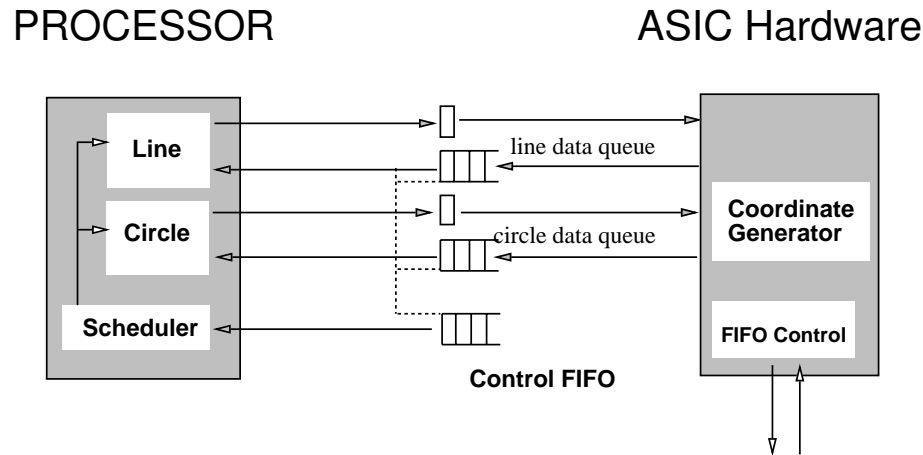 PROCESSOR
ASIC Hardware
Line
line data queue
Circle
circle data queue
Coordinate
Generator
Scheduler
FIFO Control
Control FIFO